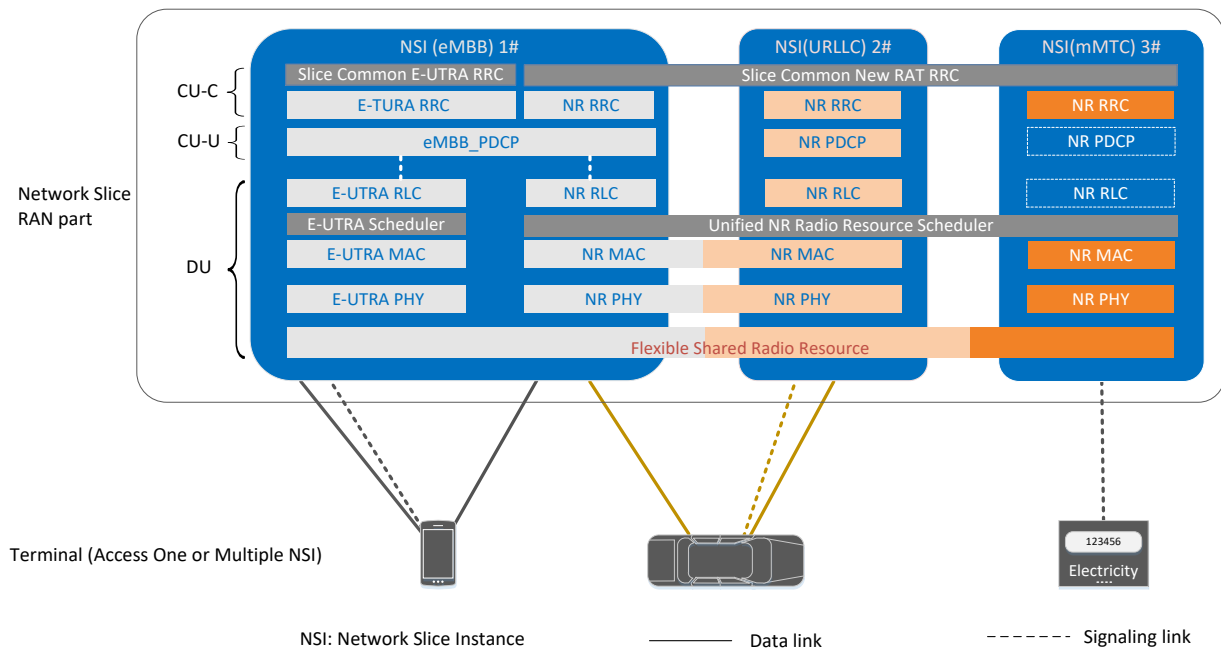 NSI (eMBB) 1#
NSI(URLLC) 2#
NSI(mMTC) 3#
Slice Common E-UTRA RRC
Slice Common New RAT RRC
CU-C
E-TURA RRC
NR RRC
NR RRC
NR RRC
CU-U
eMBB_PDCP
NR PDCP
NR PDCP
Network Slice
RAN part
E-UTRA RLC
NR RLC
NR RLC
NR RLC
E-UTRA Scheduler
Unified NR Radio Resource Scheduler
DU
E-UTRA MAC
NR MAC
NR MAC
NR MAC
E-UTRA PHY
NR PHY
NR PHY
NR PHY
Flexible Shared Radio Resource
Terminal (Access One or Multiple NSI)
123456
Electricity
NSI: Network Slice Instance
Data link
Signaling link